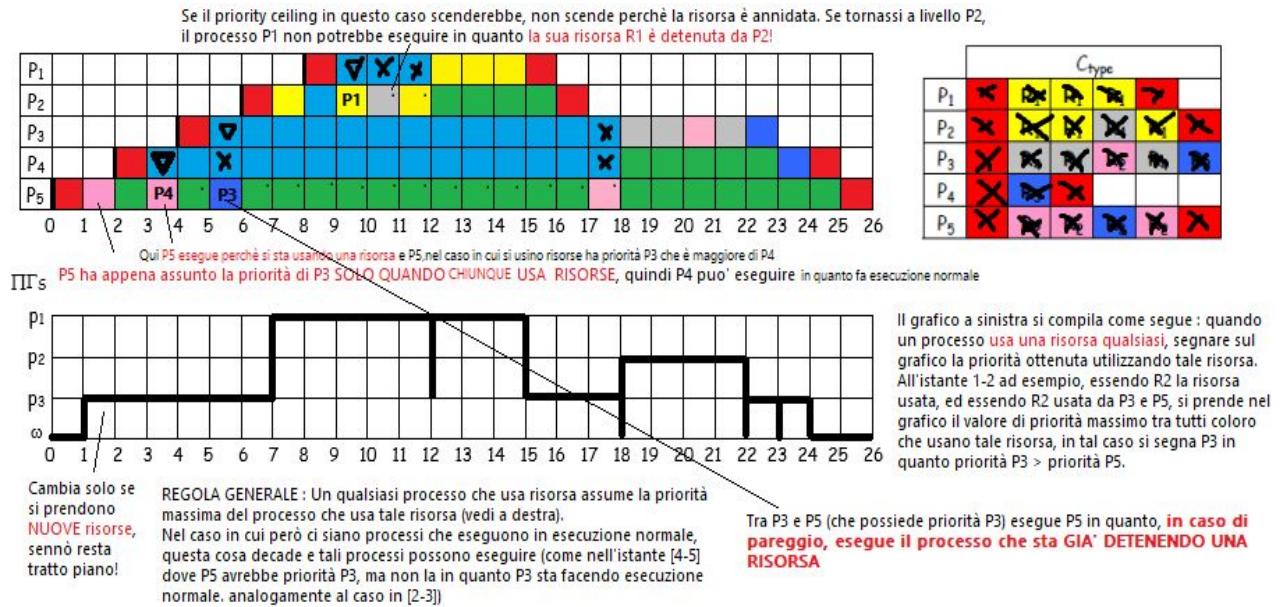 Se il priority ceiling in questo caso scenderebbe, non scende perchè la risorsa è annidata. Se tornassi a livello P2,
il processo P1 non potrebbe eseguire in quanto la sua risorsa R1 è detenuta da P2!
P1
P2 P1
P3
P4
P5 P4 P3
0 1 2 3 4 5 6 7 8 9 10 11 12 13 14 15 16 17 18 19 20 21 22 23 24 25 26
Ctype
P1
P2
P3
P4
P5
Qui P5 esegue perchè si sta usando una risorsa e P5,nel caso in cui si usino risorse ha priorità P3 che è maggiore di P4
P5 ha appena assunto la priorità di P3 SOLO QUANDO CHIUNQUE USA RISORSE, quindi P4 puo' eseguire in quanto fa esecuzione normale
ΠΓs
p1
p2
p3
ω
0 1 2 3 4 5 6 7 8 9 10 11 12 13 14 15 16 17 18 19 20 21 22 23 24 25 26
Il grafico a sinistra si compila come segue : quando
un processo usa una risorsa qualsiasi, segnare sul
grafico la priorità ottenuta utilizzando tale risorsa.
All'istante 1-2 ad esempio, essendo R2 la risorsa
usata, ed essendo R2 usata da P3 e P5, si prende nel
grafico il valore di priorità massimo tra tutti coloro
che usano tale risorsa, in tal caso si segna P3 in
quanto priorità P3 > priorità P5.
Cambia solo se
si prendono
NUOVE risorse,
sennò resta
tratto piano!
REGOLA GENERALE : Un qualsiasi processo che usa risorsa assume la priorità
massima del processo che usa tale risorsa (vedi a destra).
Nel caso in cui però ci siano processi che eseguono in esecuzione normale,
questa cosa decade e tali processi possono eseguire (come nell'istante [4-5]
dove P5 avrebbe priorità P3, ma non la in quanto P3 sta facendo esecuzione
normale. analogamente al caso in [2-3])
Tra P3 e P5 (che possiede priorità P3) esegue P5 in quanto, in caso di
pareggio, esegue il processo che sta GIA' DETENENDO UNA
RISORSA